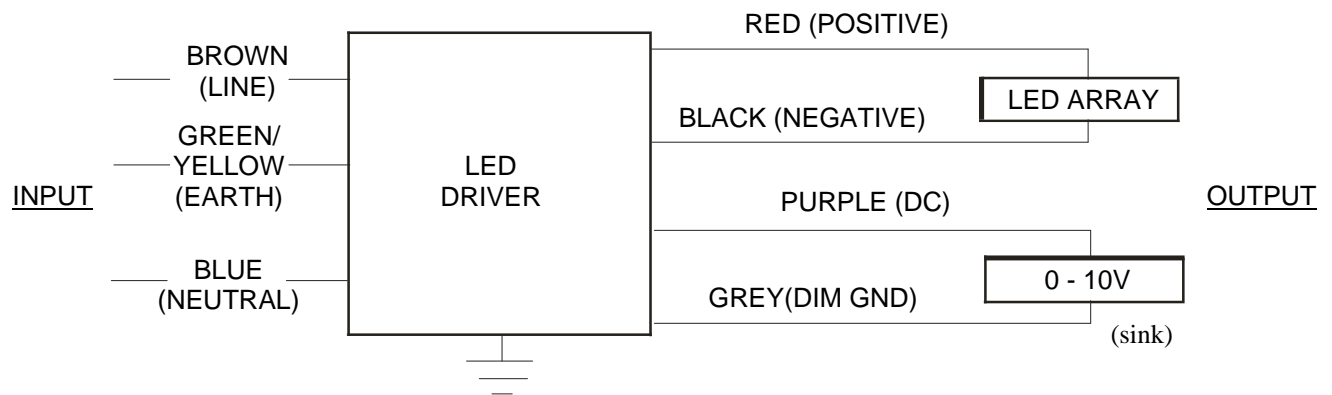 RED (POSITIVE)
BROWN
(LINE)
LED ARRAY
BLACK (NEGATIVE)
GREEN/
YELLOW
(EARTH)
LED
DRIVER
INPUT
PURPLE (DC)
OUTPUT
BLUE
(NEUTRAL)
0 - 10V
GREY(DIM GND)
(sink)